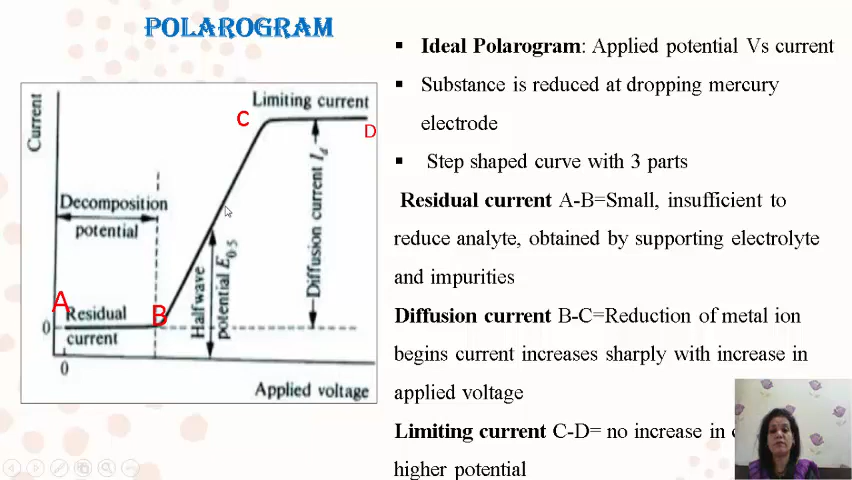 POLAROGRAM
Current
Limiting current
C
D
Decomposition
potential
Diffusion current Id
Halfwave
potential E0·5
A
Residual
B
0
current
0
Applied voltage
▪ Ideal Polarogram: Applied potential Vs current
▪ Substance is reduced at dropping mercury
electrode
▪ Step shaped curve with 3 parts
Residual current A-B=Small, insufficient to
reduce analyte, obtained by supporting electrolyte
and impurities
Diffusion current B-C=Reduction of metal ion
begins current increases sharply with increase in
applied voltage
Limiting current C-D= no increase in
higher potential